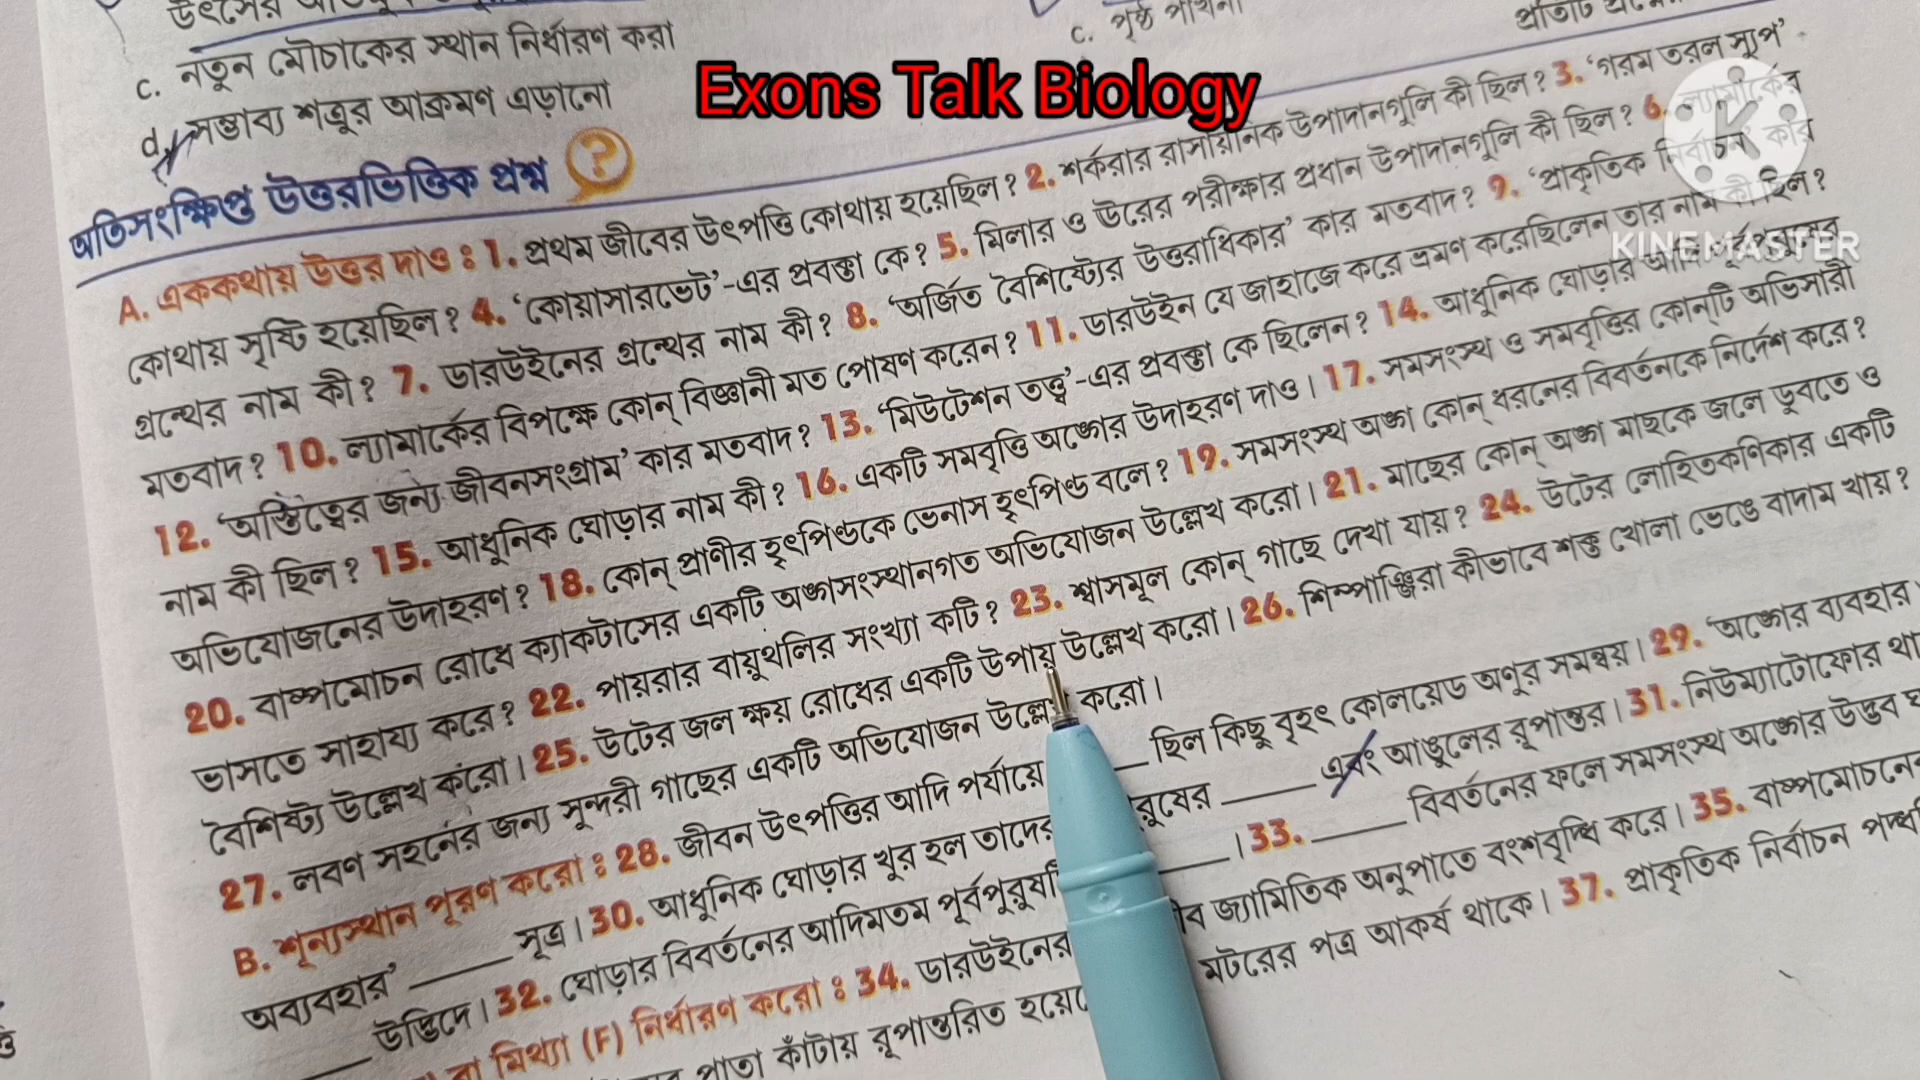 c. নতুন মৌচাকের স্থান নির্ধারণ করা
c. পৃষ্ঠ পাখনা
d. সম্ভাব্য শত্রুর আক্রমণ এড়ানো
Exons Talk Biology
KINEMASTER
অতিসংক্ষিপ্ত উত্তরভিত্তিক প্রশ্ন
A. এককথায় উত্তর দাও : 1. প্রথম জীবের উৎপত্তি কোথায় হয়েছিল? 2. শর্করার রাসায়নিক উপাদানগুলি কী ছিল? 3. ‘গরম তরল স্যুপ’
কোথায় সৃষ্টি হয়েছিল? 4. ‘কোয়াসারভেট’-এর প্রবক্তা কে? 5. মিলার ও উরের পরীক্ষার প্রধান উপাদানগুলি কী ছিল? 6. ল্যামার্কের
গ্রন্থের নাম কী? 7. ডারউইনের গ্রন্থের নাম কী? 8. ‘অর্জিত বৈশিষ্ট্যের উত্তরাধিকার’ কার মতবাদ? 9. ‘প্রাকৃতিক নির্বাচন’ কার
মতবাদ? 10. ল্যামার্কের বিপক্ষে কোন্ বিজ্ঞানী মত পোষণ করেন? 11. ডারউইন যে জাহাজে করে ভ্রমণ করেছিলেন তার নাম কী ছিল?
12. ‘অস্তিত্বের জন্য জীবনসংগ্রাম’ কার মতবাদ? 13. ‘মিউটেশন তত্ত্ব’-এর প্রবক্তা কে ছিলেন? 14. আধুনিক ঘোড়ার আদি পূর্বপুরুষের
নাম কী ছিল? 15. আধুনিক ঘোড়ার নাম কী? 16. একটি সমবৃত্তি অঙ্গের উদাহরণ দাও। 17. সমসংস্থ ও সমবৃত্তির কোন্‌টি অভিসারী
অভিযোজনের উদাহরণ? 18. কোন্ প্রাণীর হৃৎপিণ্ডকে ভেনাস হৃৎপিণ্ড বলে? 19. সমসংস্থ অঙ্গ কোন্ ধরনের বিবর্তনকে নির্দেশ করে?
20. বাষ্পমোচন রোধে ক্যাকটাসের একটি অঙ্গসংস্থানগত অভিযোজন উল্লেখ করো। 21. মাছের কোন্ অঙ্গ মাছকে জলে ডুবতে ও
ভাসতে সাহায্য করে? 22. পায়রার বায়ুথলির সংখ্যা কটি? 23. শ্বাসমূল কোন্ গাছে দেখা যায়? 24. উটের লোহিতকণিকার একটি
বৈশিষ্ট্য উল্লেখ করো। 25. উটের জল ক্ষয় রোধের একটি উপায় উল্লেখ করো। 26. শিম্পাঞ্জিরা কীভাবে শক্ত খোলা ভেঙে বাদাম খায়?
27. লবণ সহনের জন্য সুন্দরী গাছের একটি অভিযোজন উল্লেখ করো।
B. শূন্যস্থান পূরণ করো : 28. জীবন উৎপত্তির আদি পর্যায়ে ____ ছিল কিছু বৃহৎ কোলয়েড অণুর সমন্বয়। 29. ‘অঙ্গের ব্যবহার
অব্যবহার’ ____ সূত্র। 30. আধুনিক ঘোড়ার খুর হল তাদের ____ এবং আঙুলের রূপান্তর। 31. নিউম্যাটোফোর
____ উদ্ভিদে। 32. ঘোড়ার বিবর্তনের আদিমতম ____। 33. ____ বিবর্তনের ফলে সমসংস্থ অঙ্গের উদ্ভব
বা মিথ্যা (F) নির্ধারণ করো : 34. ডারউইনের জ্যামিতিক অনুপাতে বংশবৃদ্ধি করে। 35. বাষ্পমোচনের
পাতা কাঁটায় রূপান্তরিত মটরের পত্র আকর্ষ থাকে। 37. প্রাকৃতিক নির্বাচন